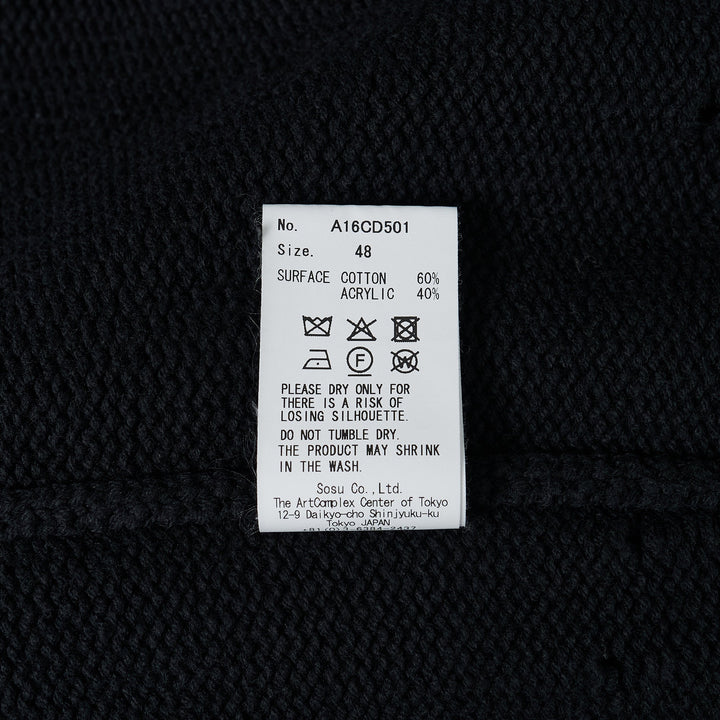 No. A16CD501
Size. 48
SURFACE COTTON 60%
ACRYLIC 40%
F
W
PLEASE DRY ONLY FOR
THERE IS A RISK OF
LOSING SILHOUETTE.
DO NOT TUMBLE DRY.
THE PRODUCT MAY SHRINK
IN THE WASH.
Sosu Co.,Ltd.
The ArtComplex Center of Tokyo
12-9 Daikyo-cho Shinjyuku-ku
Tokyo JAPAN